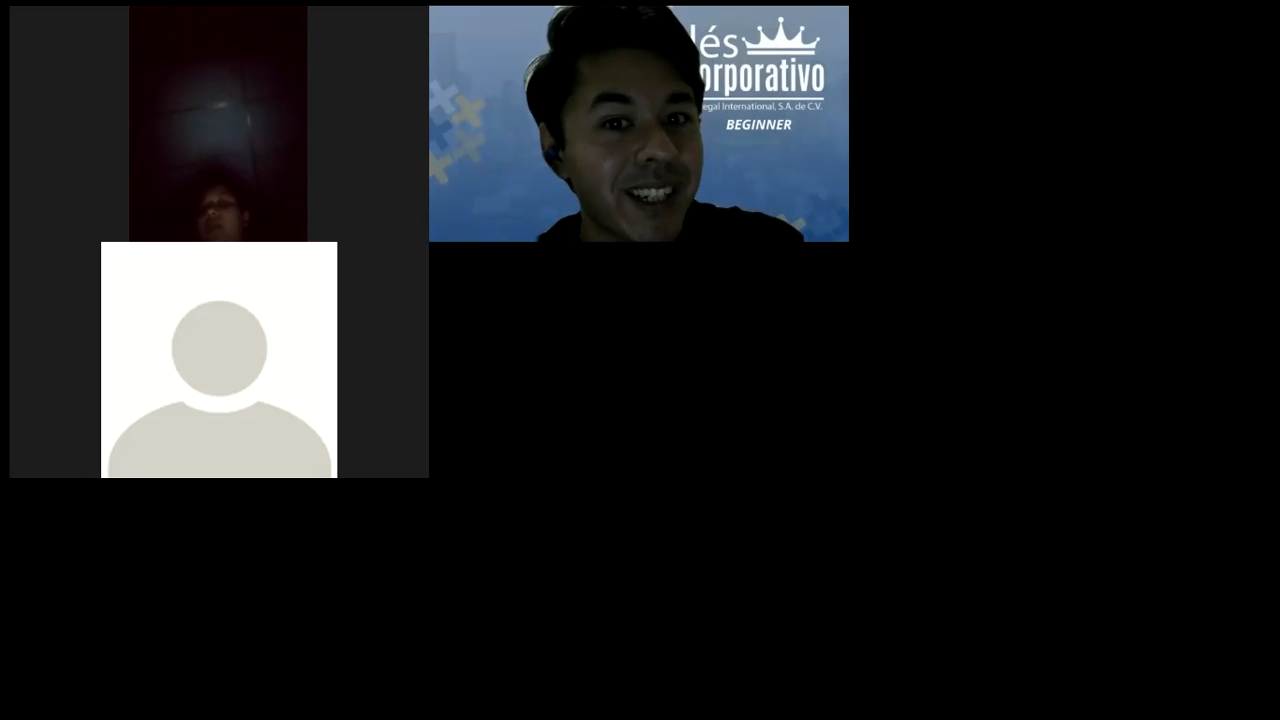 lés
orporativo
egal International, S.A. de C.V.
BEGINNER